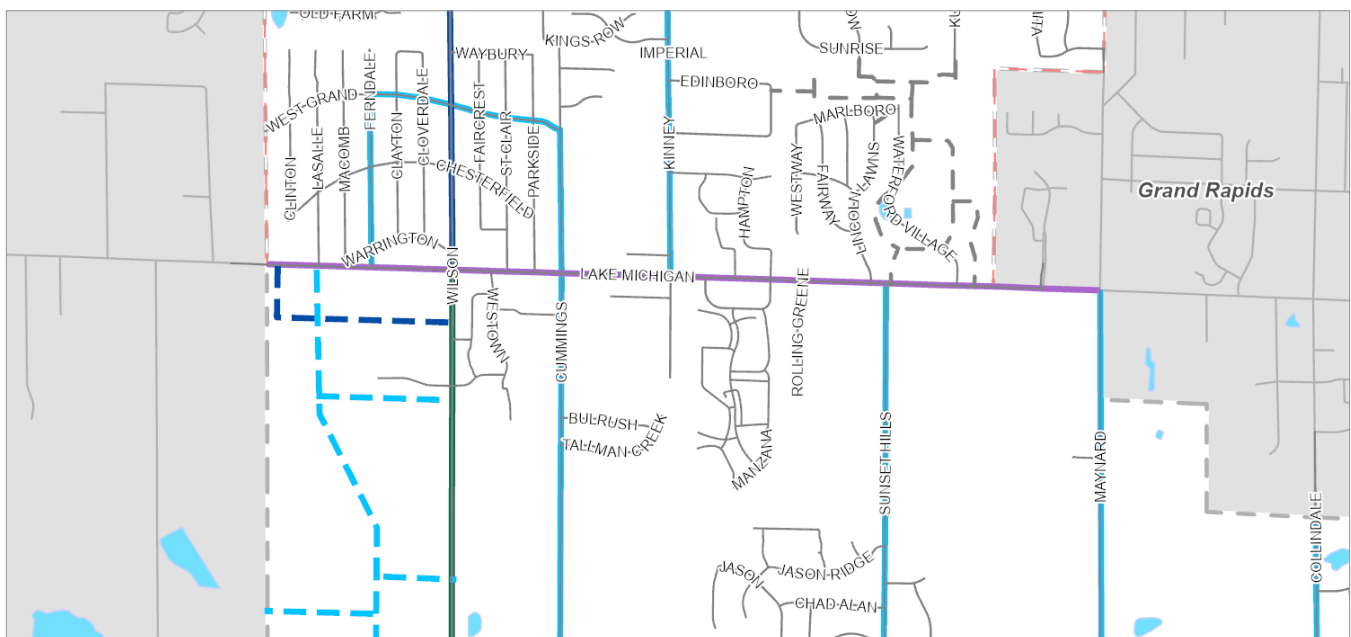 OLD FARM
KINGS ROW
IMPERIAL
SUNRISE
WAYBURY
EDINBORO
WEST GRAND
FERNDALE
CLOVERDALE
FAIRCREST
ST CLAIR
PARKSIDE
CLINTON
LASALLE
MACOMB
CLAYTON
CHESTERFIELD
KINNEY
MARLBORO
WESTWAY
FAIRWAY
LINCOLN LAWNS
WATERFORD VILLAGE
HAMPTON
Grand Rapids
WARRINGTON
WILSON
LAKE MICHIGAN
WESTOWN
CUMMINGS
ROLLING GREENE
BULRUSH
TALLMAN CREEK
MANZANA
SUNSET HILLS
MAYNARD
COLLINDALE
JASON
JASON RIDGE
CHAD ALAN